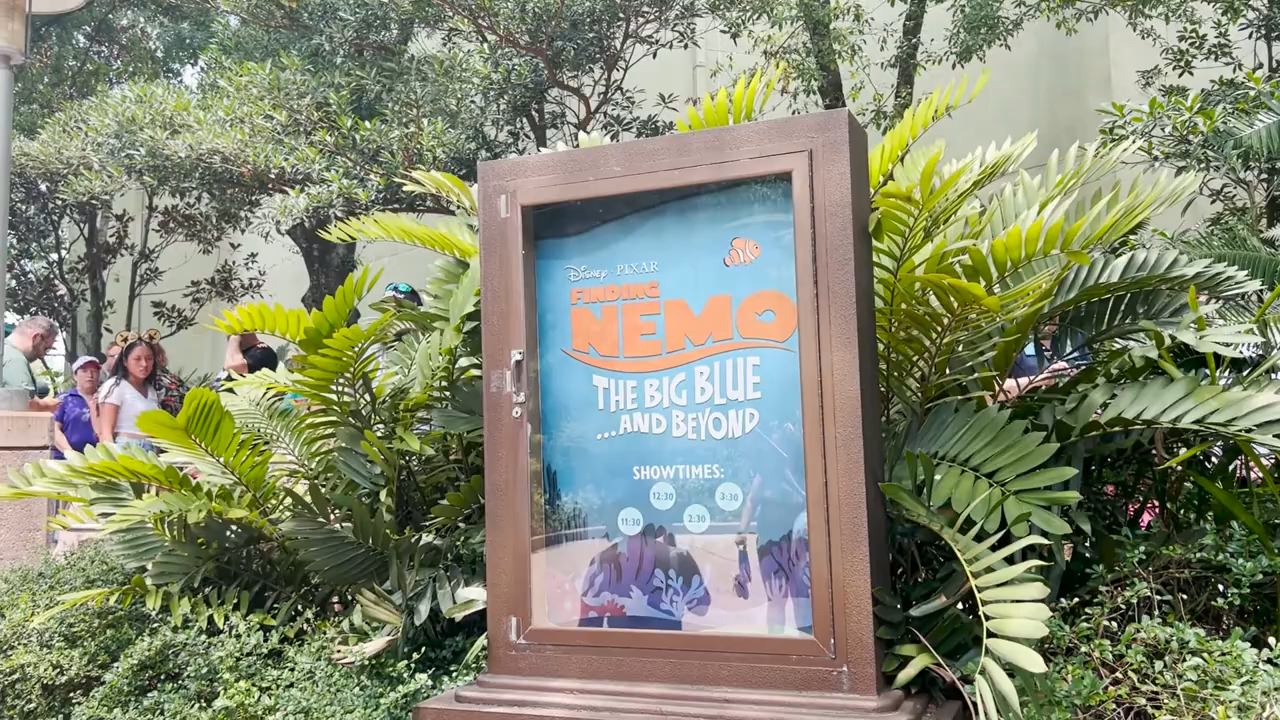 Disney · PIXAR
FINDING
NEMO
THE BIG BLUE
...AND BEYOND
SHOWTIMES:
11:30 12:30 2:30 3:30